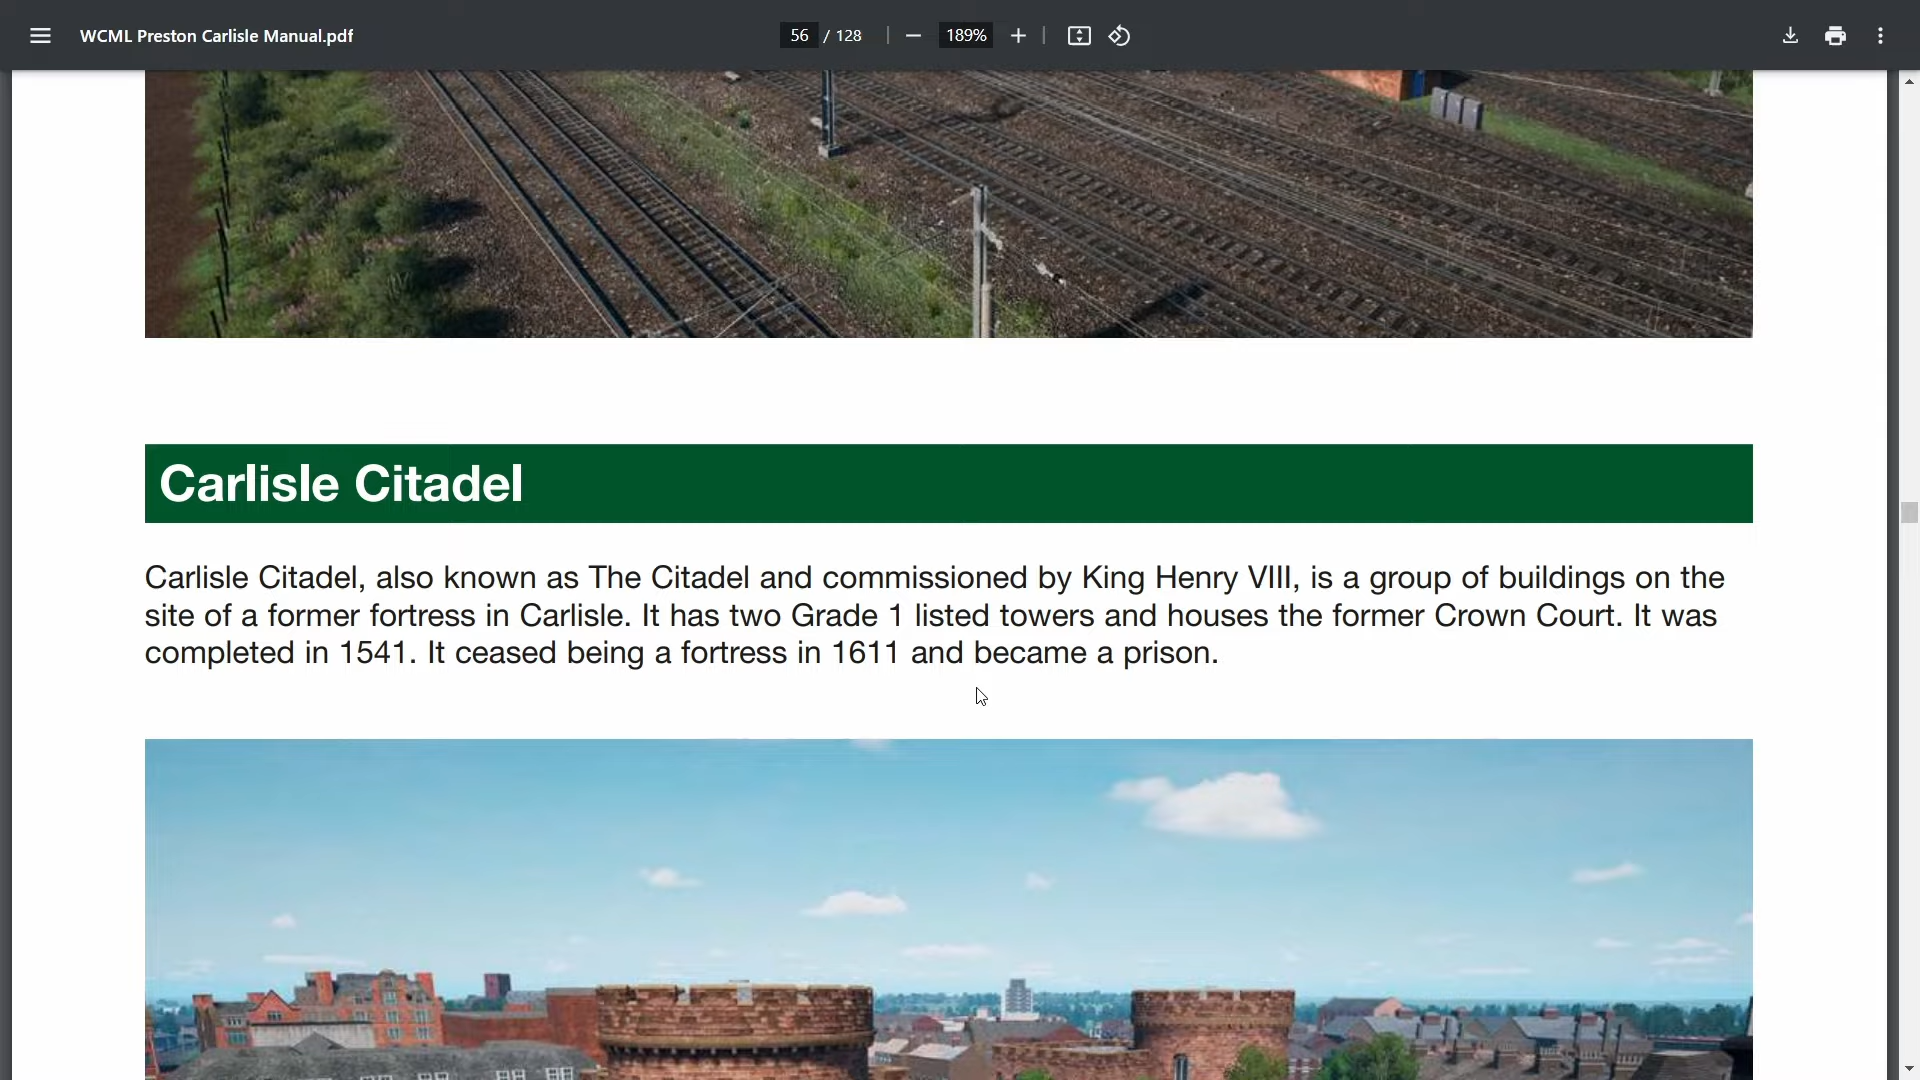 WCML Preston Carlisle Manual.pdf
56 / 128
189%
Carlisle Citadel
Carlisle Citadel, also known as The Citadel and commissioned by King Henry VIII, is a group of buildings on the
site of a former fortress in Carlisle. It has two Grade 1 listed towers and houses the former Crown Court. It was
completed in 1541. It ceased being a fortress in 1611 and became a prison.